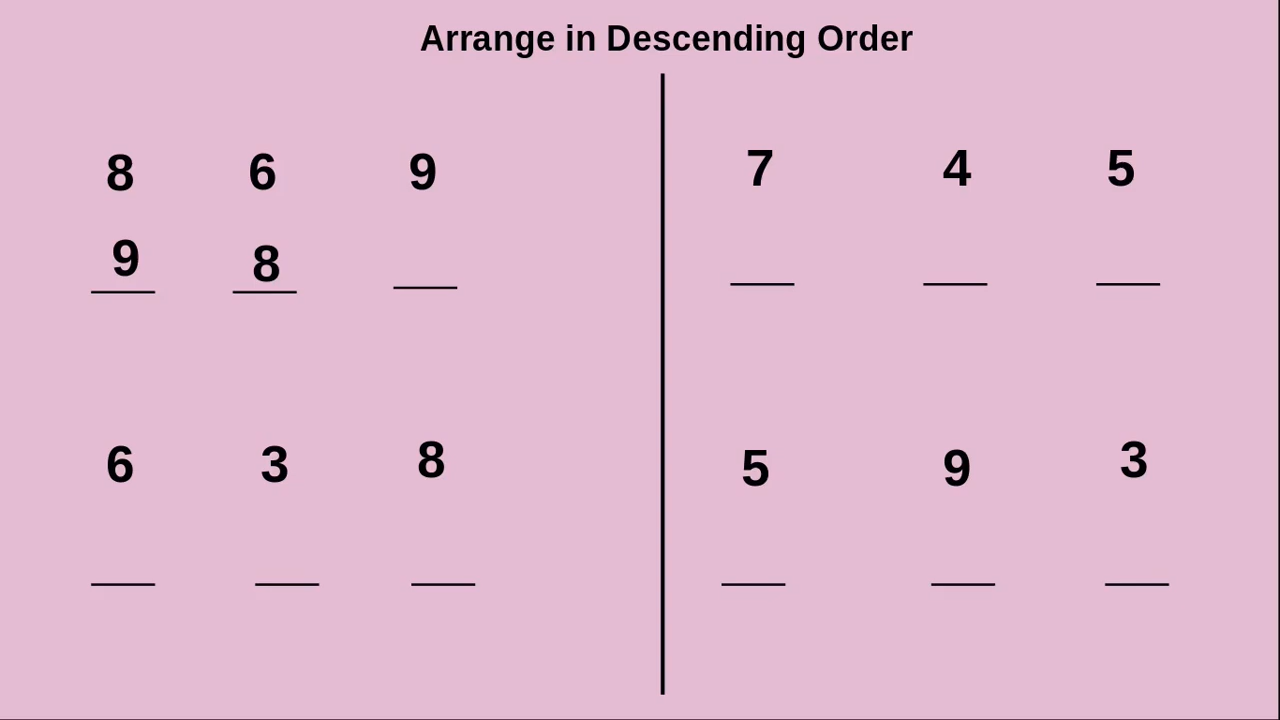 Arrange in Descending Order
8 6 9
9 8
7 4 5
6 3 8
5 9 3